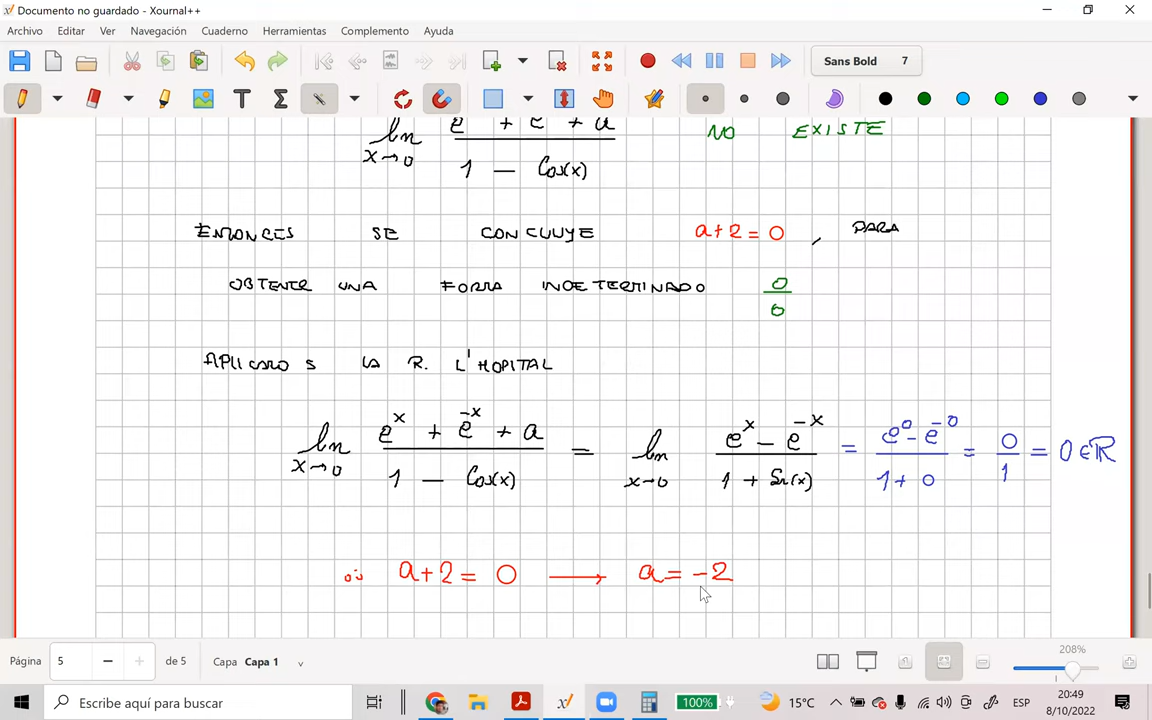 Documento no guardado - Xournal++
Archivo Editar Ver Navegación Cuaderno Herramientas Complemento Ayuda
Sans Bold 7
lim x→0 e + e + a / 1 - Cos(x) NO EXISTE
ENTONCES SE CONCLUYE a+2=0 , PARA
OBTENER UNA FORMA INDETERMINADO 0/0
APLICADO S LA R. L'HOPITAL
lim x→0 e^x + e^-x + a / 1 - Cos(x) = lim x→0 e^x - e^-x / 1 + Sn(x) = e^0 - e^-0 / 1+0 = 0/1 = 0 ∈ ℝ
∴ a+2 = 0 → a = -2
Página 5 de 5 Capa Capa 1 208%
Escribe aquí para buscar 100% 15°C ESP 20:49
8/10/2022